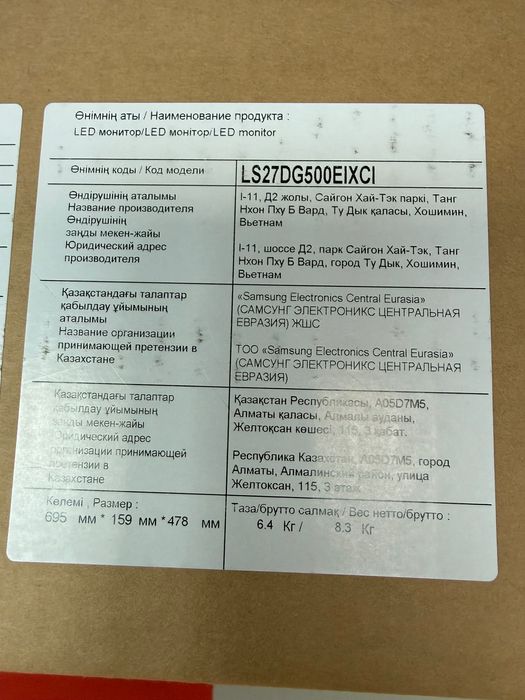 Өнімнің аты / Наименование продукта :
LED монитор/LED монітор/LED monitor
Өнімнің коды / Код модели
LS27DG500EIXCI
Өндірушінің аталымы
Название производителя
Өндірушінің
заңды мекен-жайы
Юридический адрес
производителя
I-11, Д2 жолы, Сайгон Хай-Тэк паркі, Танг
Нхон Пху Б Вард, Ту Дык қаласы, Хошимин,
Вьетнам
I-11, шоссе Д2, парк Сайгон Хай-Тэк, Танг
Нхон Пху Б Вард, город Ту Дык, Хошимин,
Вьетнам
Қазақстандағы талаптар
қабылдау ұйымының
аталымы
Название организации
принимающей претензии в
Казахстане
«Samsung Electronics Central Eurasia»
(САМСУНГ ЭЛЕКТРОНИКС ЦЕНТРАЛЬНАЯ
ЕВРАЗИЯ) ЖШС
ТОО «Samsung Electronics Central Eurasia»
(САМСУНГ ЭЛЕКТРОНИКС ЦЕНТРАЛЬНАЯ
ЕВРАЗИЯ)
Қазақстандағы талаптар
қабылдау ұйымының
заңды мекен-жайы
Юридический адрес
организации принимающей
претензии в
Казахстане
Қазақстан Республикасы, A05D7M5,
Алматы қаласы, Алмалы ауданы,
Желтоқсан көшесі, 115, 3 қабат.
Республика Казахстан, A05D7M5, город
Алматы, Алмалинский район, улица
Желтоксан, 115, 3 этаж
Көлемі , Размер :
695 мм * 159 мм *478 мм
Таза/брутто салмақ / Вес нетто/брутто :
6.4 Кг / 8.3 Кг